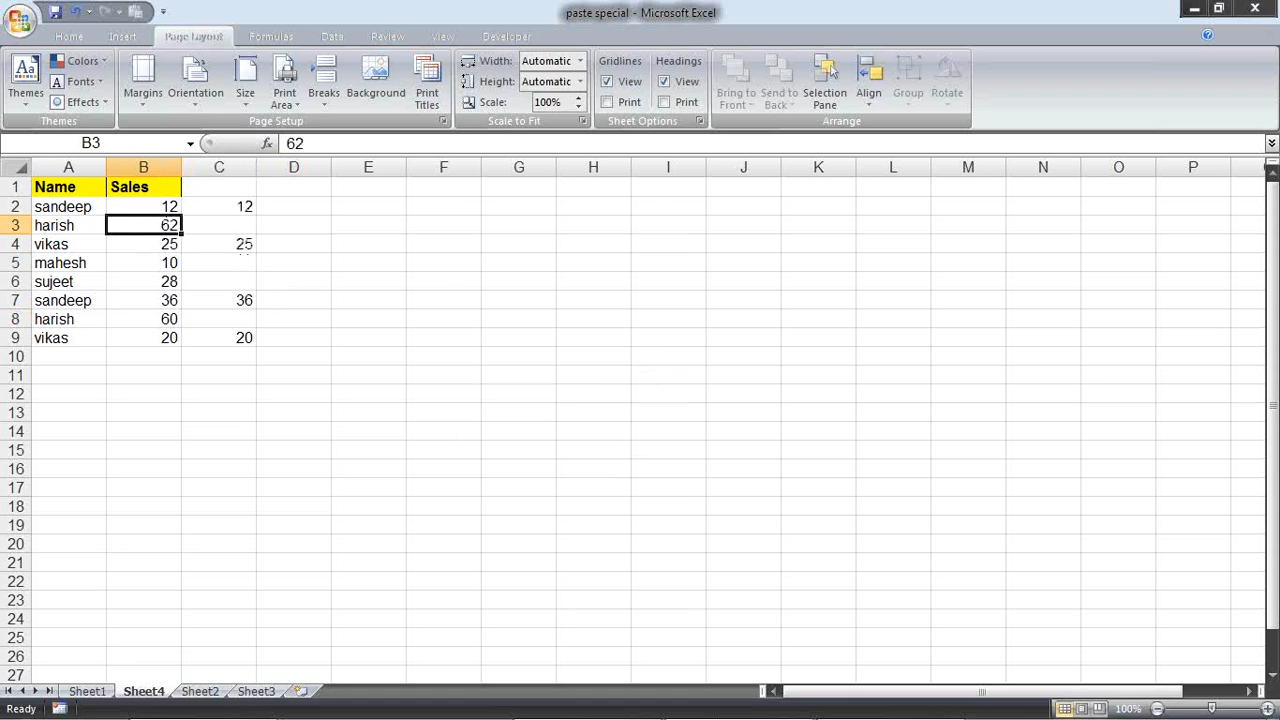 paste special - Microsoft Excel
Home Insert Page Layout Formulas Data Review View Developer
Themes Colors Fonts Effects Margins Orientation Size Print Area Breaks Background Print Titles Width: Automatic Height: Automatic Scale: 100% Gridlines View Print Headings View Print Bring to Front Send to Back Selection Pane Align Group Rotate
Themes Page Setup Scale to Fit Sheet Options Arrange
B3 fx 62
A B C D E F G H I J K L M N O P
1 Name Sales
2 sandeep 12 12
3 harish 62
4 vikas 25 25
5 mahesh 10
6 sujeet 28
7 sandeep 36 36
8 harish 60
9 vikas 20 20
10
11
12
13
14
15
16
17
18
19
20
21
22
23
24
25
26
27
Sheet1 Sheet4 Sheet2 Sheet3
Ready 100%